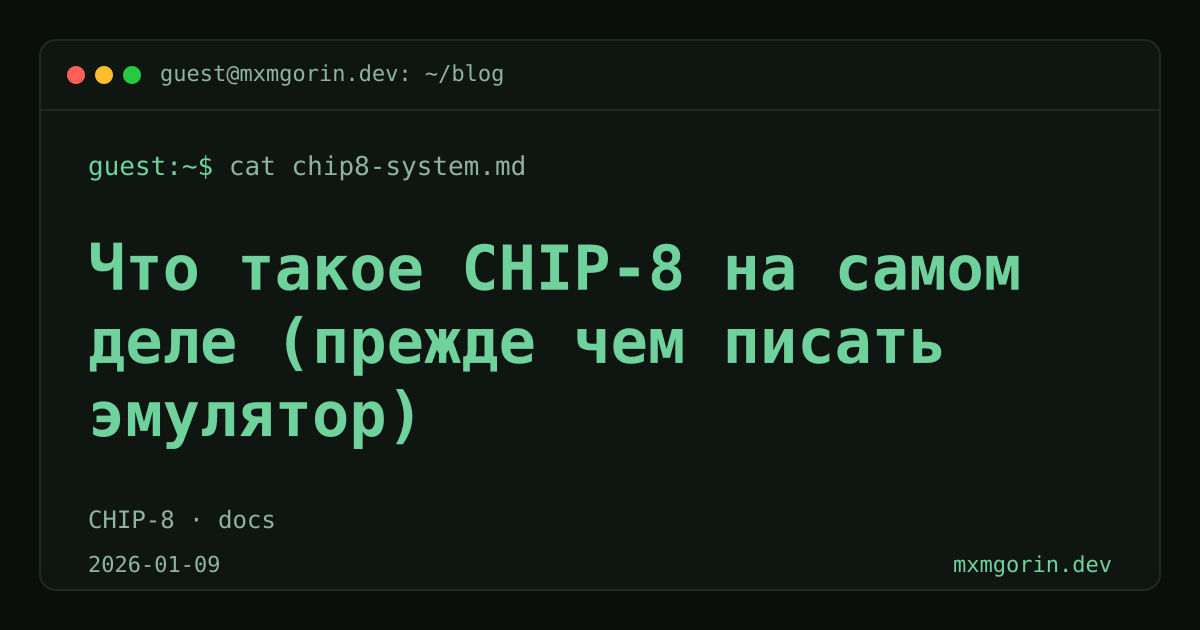 guest@mxmgorin.dev: ~/blog
guest:~$ cat chip8-system.md
Что такое CHIP-8 на самом
деле (прежде чем писать
эмулятор)
CHIP-8 · docs
2026-01-09
mxmgorin.dev